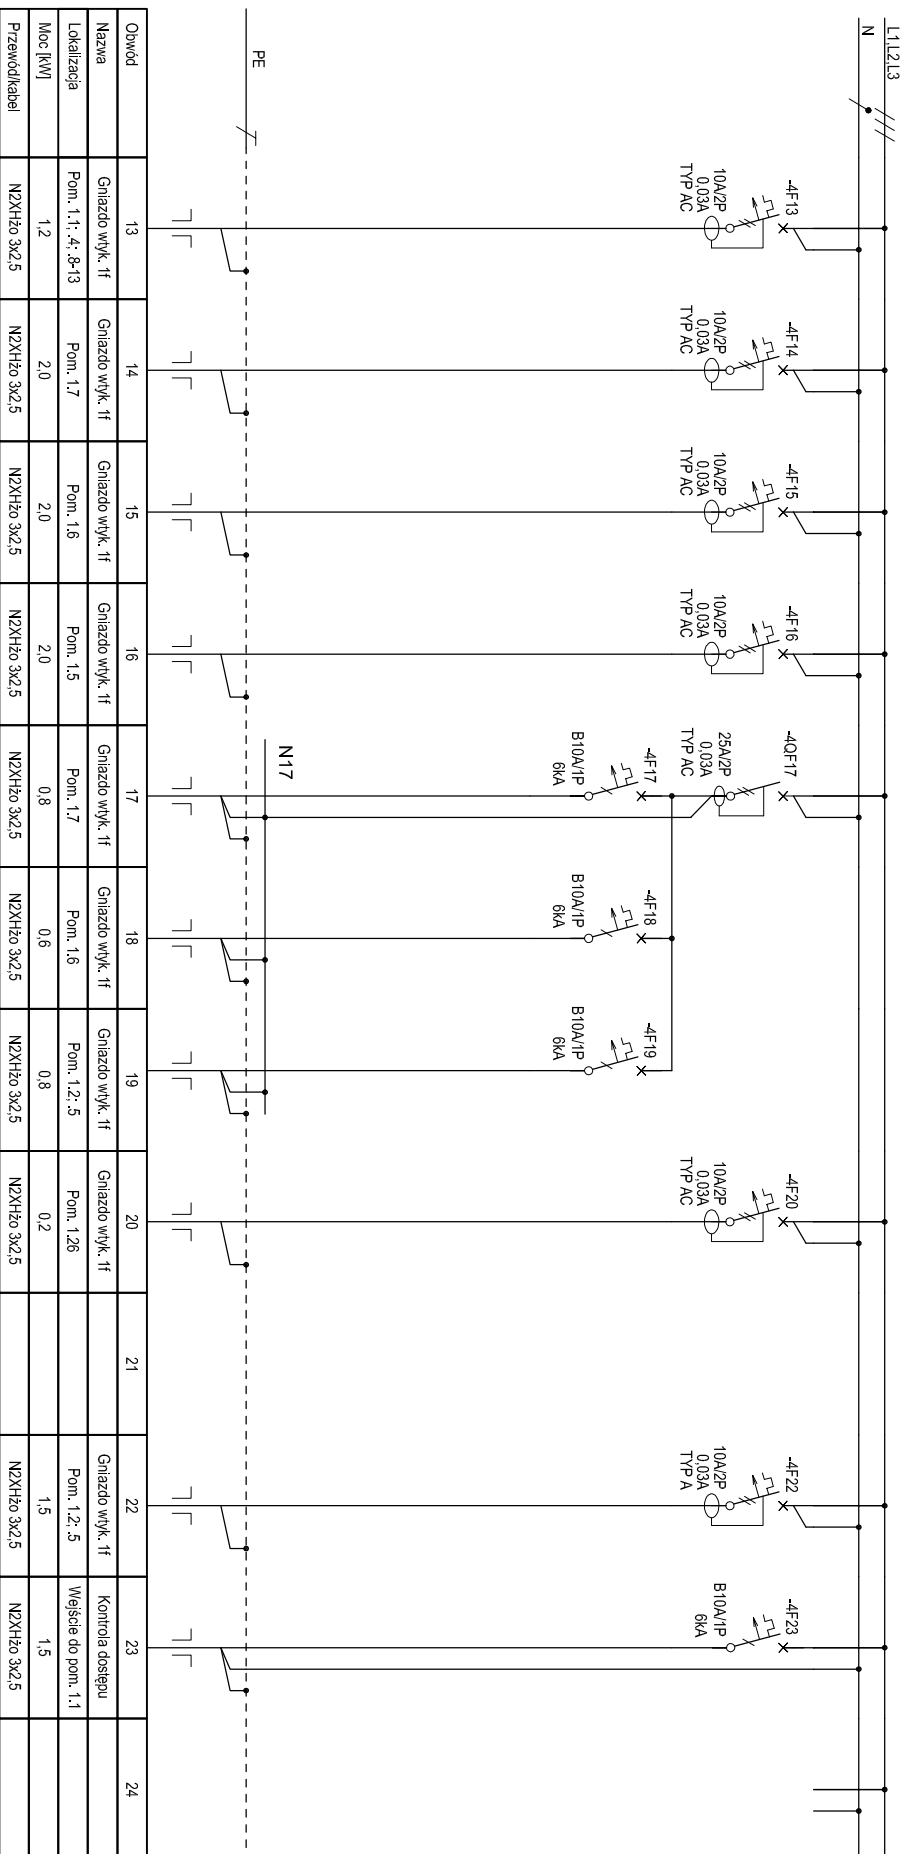 L1,L2,L3
N
-4F13
10A/2P
0,03A
TYP AC
-4F14
10A/2P
0,03A
TYP AC
-4F15
10A/2P
0,03A
TYP AC
-4F16
10A/2P
0,03A
TYP AC
-4QF17
25A/2P
0,03A
TYP AC
-4F17
B10A/1P
6kA
-4F18
B10A/1P
6kA
-4F19
B10A/1P
6kA
-4F20
10A/2P
0,03A
TYP AC
-4F22
10A/2P
0,03A
TYP A
-4F23
B10A/1P
6kA
N17
PE
Obwód 13 14 15 16 17 18 19 20 21 22 23 24
Nazwa Gniazdo wtyk. 1f Gniazdo wtyk. 1f Gniazdo wtyk. 1f Gniazdo wtyk. 1f Gniazdo wtyk. 1f Gniazdo wtyk. 1f Gniazdo wtyk. 1f Gniazdo wtyk. 1f Gniazdo wtyk. 1f Kontrola dostępu
Lokalizacja Pom. 1.1; .4; .8-13 Pom. 1.7 Pom. 1.6 Pom. 1.5 Pom. 1.7 Pom. 1.6 Pom. 1.2; .5 Pom. 1.26 Pom. 1.2; .5 Wejście do pom. 1.1
Moc [kW] 1,2 2,0 2,0 2,0 0,8 0,6 0,8 0,2 1,5 1,5
Przewód/kabel N2XHżo 3x2,5 N2XHżo 3x2,5 N2XHżo 3x2,5 N2XHżo 3x2,5 N2XHżo 3x2,5 N2XHżo 3x2,5 N2XHżo 3x2,5 N2XHżo 3x2,5 N2XHżo 3x2,5 N2XHżo 3x2,5